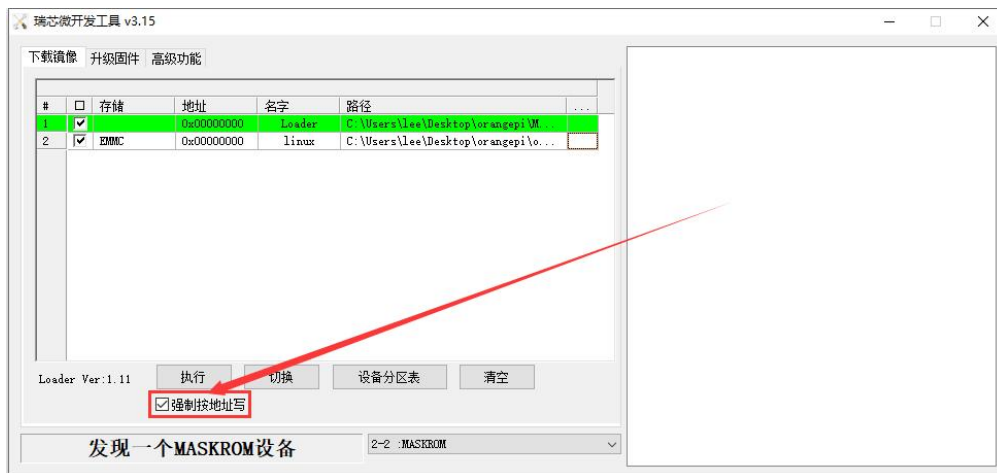 瑞芯微开发工具 v3.15
下载镜像 升级固件 高级功能
# 存储 地址 名字 路径 ...
1 0x00000000 Loader C:\Users\lee\Desktop\orangepi\M...
2 EMMC 0x00000000 linux C:\Users\lee\Desktop\orangepi\o...
Loader Ver:1.11 执行 切换 设备分区表 清空
强制按地址写
发现一个MASKROM设备 2-2 :MASKROM